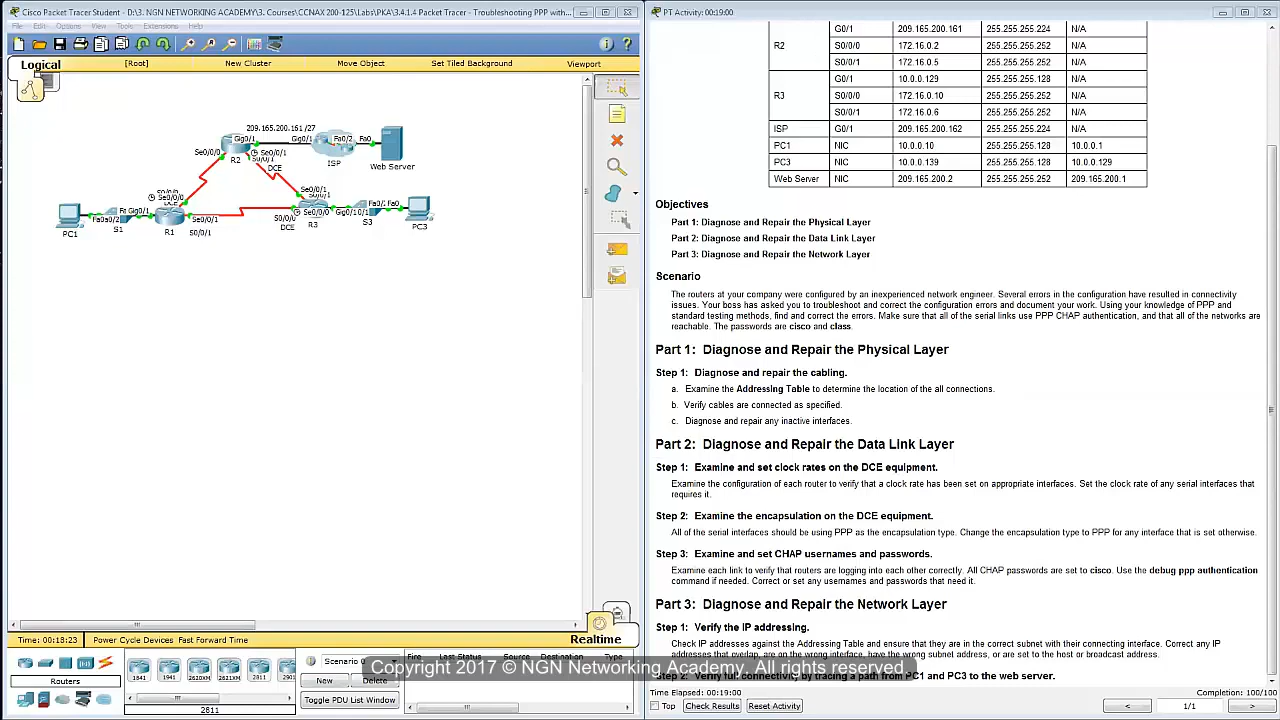 Cisco Packet Tracer Student - D:\3. NGN NETWORKING ACADEMY\3. Courses\CCNAX 200-125\Labs\PKA\3.4.1.4 Packet Tracer - Troubleshooting PPP with...
File Edit Options View Tools Extensions Help
Logical [Root] New Cluster Move Object Set Tiled Background Viewport
209.165.200.161 /27
Gig0/1 Gig0/1 Fa0/2 Fa0
Se0/0/0 R2 Se0/0/1 ISP Web Server
S0/0/1
DCE
Se0/0/1
Se0/0/0
PC1 S1 Gig0/1 R1 Se0/0/1 S0/0/1
Se0/0/0 DCE R3 S3 PC3
Time: 00:18:23 Power Cycle Devices Fast Forward Time Realtime
Routers
1841 1941 2620XM 2621XM 2811
2811
Scenario 0
New Delete
Toggle PDU List Window
Fire Last Status Source Destination Type
PT Activity: 00:19:00
R2 G0/1 209.165.200.161 255.255.255.224 N/A
S0/0/0 172.16.0.2 255.255.255.252 N/A
S0/0/1 172.16.0.5 255.255.255.252 N/A
R3 G0/1 10.0.0.129 255.255.255.128 N/A
S0/0/0 172.16.0.10 255.255.255.252 N/A
S0/0/1 172.16.0.6 255.255.255.252 N/A
ISP G0/1 209.165.200.162 255.255.255.224 N/A
PC1 NIC 10.0.0.10 255.255.255.128 10.0.0.1
PC3 NIC 10.0.0.139 255.255.255.128 10.0.0.129
Web Server NIC 209.165.200.2 255.255.255.252 209.165.200.1
Objectives
Part 1: Diagnose and Repair the Physical Layer
Part 2: Diagnose and Repair the Data Link Layer
Part 3: Diagnose and Repair the Network Layer
Scenario
The routers at your company were configured by an inexperienced network engineer. Several errors in the configuration have resulted in connectivity
issues. Your boss has asked you to troubleshoot and correct the configuration errors and document your work. Using your knowledge of PPP and
standard testing methods, find and correct the errors. Make sure that all of the serial links use PPP CHAP authentication, and that all of the networks are
reachable. The passwords are cisco and class.
Part 1: Diagnose and Repair the Physical Layer
Step 1: Diagnose and repair the cabling.
a. Examine the Addressing Table to determine the location of the all connections.
b. Verify cables are connected as specified.
c. Diagnose and repair any inactive interfaces.
Part 2: Diagnose and Repair the Data Link Layer
Step 1: Examine and set clock rates on the DCE equipment.
Examine the configuration of each router to verify that a clock rate has been set on appropriate interfaces. Set the clock rate of any serial interfaces that
requires it.
Step 2: Examine the encapsulation on the DCE equipment.
All of the serial interfaces should be using PPP as the encapsulation type. Change the encapsulation type to PPP for any interface that is set otherwise.
Step 3: Examine and set CHAP usernames and passwords.
Examine each link to verify that routers are logging into each other correctly. All CHAP passwords are set to cisco. Use the debug ppp authentication
command if needed. Correct or set any usernames and passwords that need it.
Part 3: Diagnose and Repair the Network Layer
Step 1: Verify the IP addressing.
Check IP addresses against the Addressing Table and ensure that they are in the correct subnet with their connecting interface. Correct any IP
addresses that overlap, are on the wrong interface, have the wrong subnet address, or are set to the host or broadcast address.
Step 2: Verify full connectivity by tracing a path from PC1 and PC3 to the web server.
Time Elapsed: 00:19:00 Completion: 100/100
Top Check Results Reset Activity < 1/1 >
Copyright 2017 © NGN Networking Academy. All rights reserved.